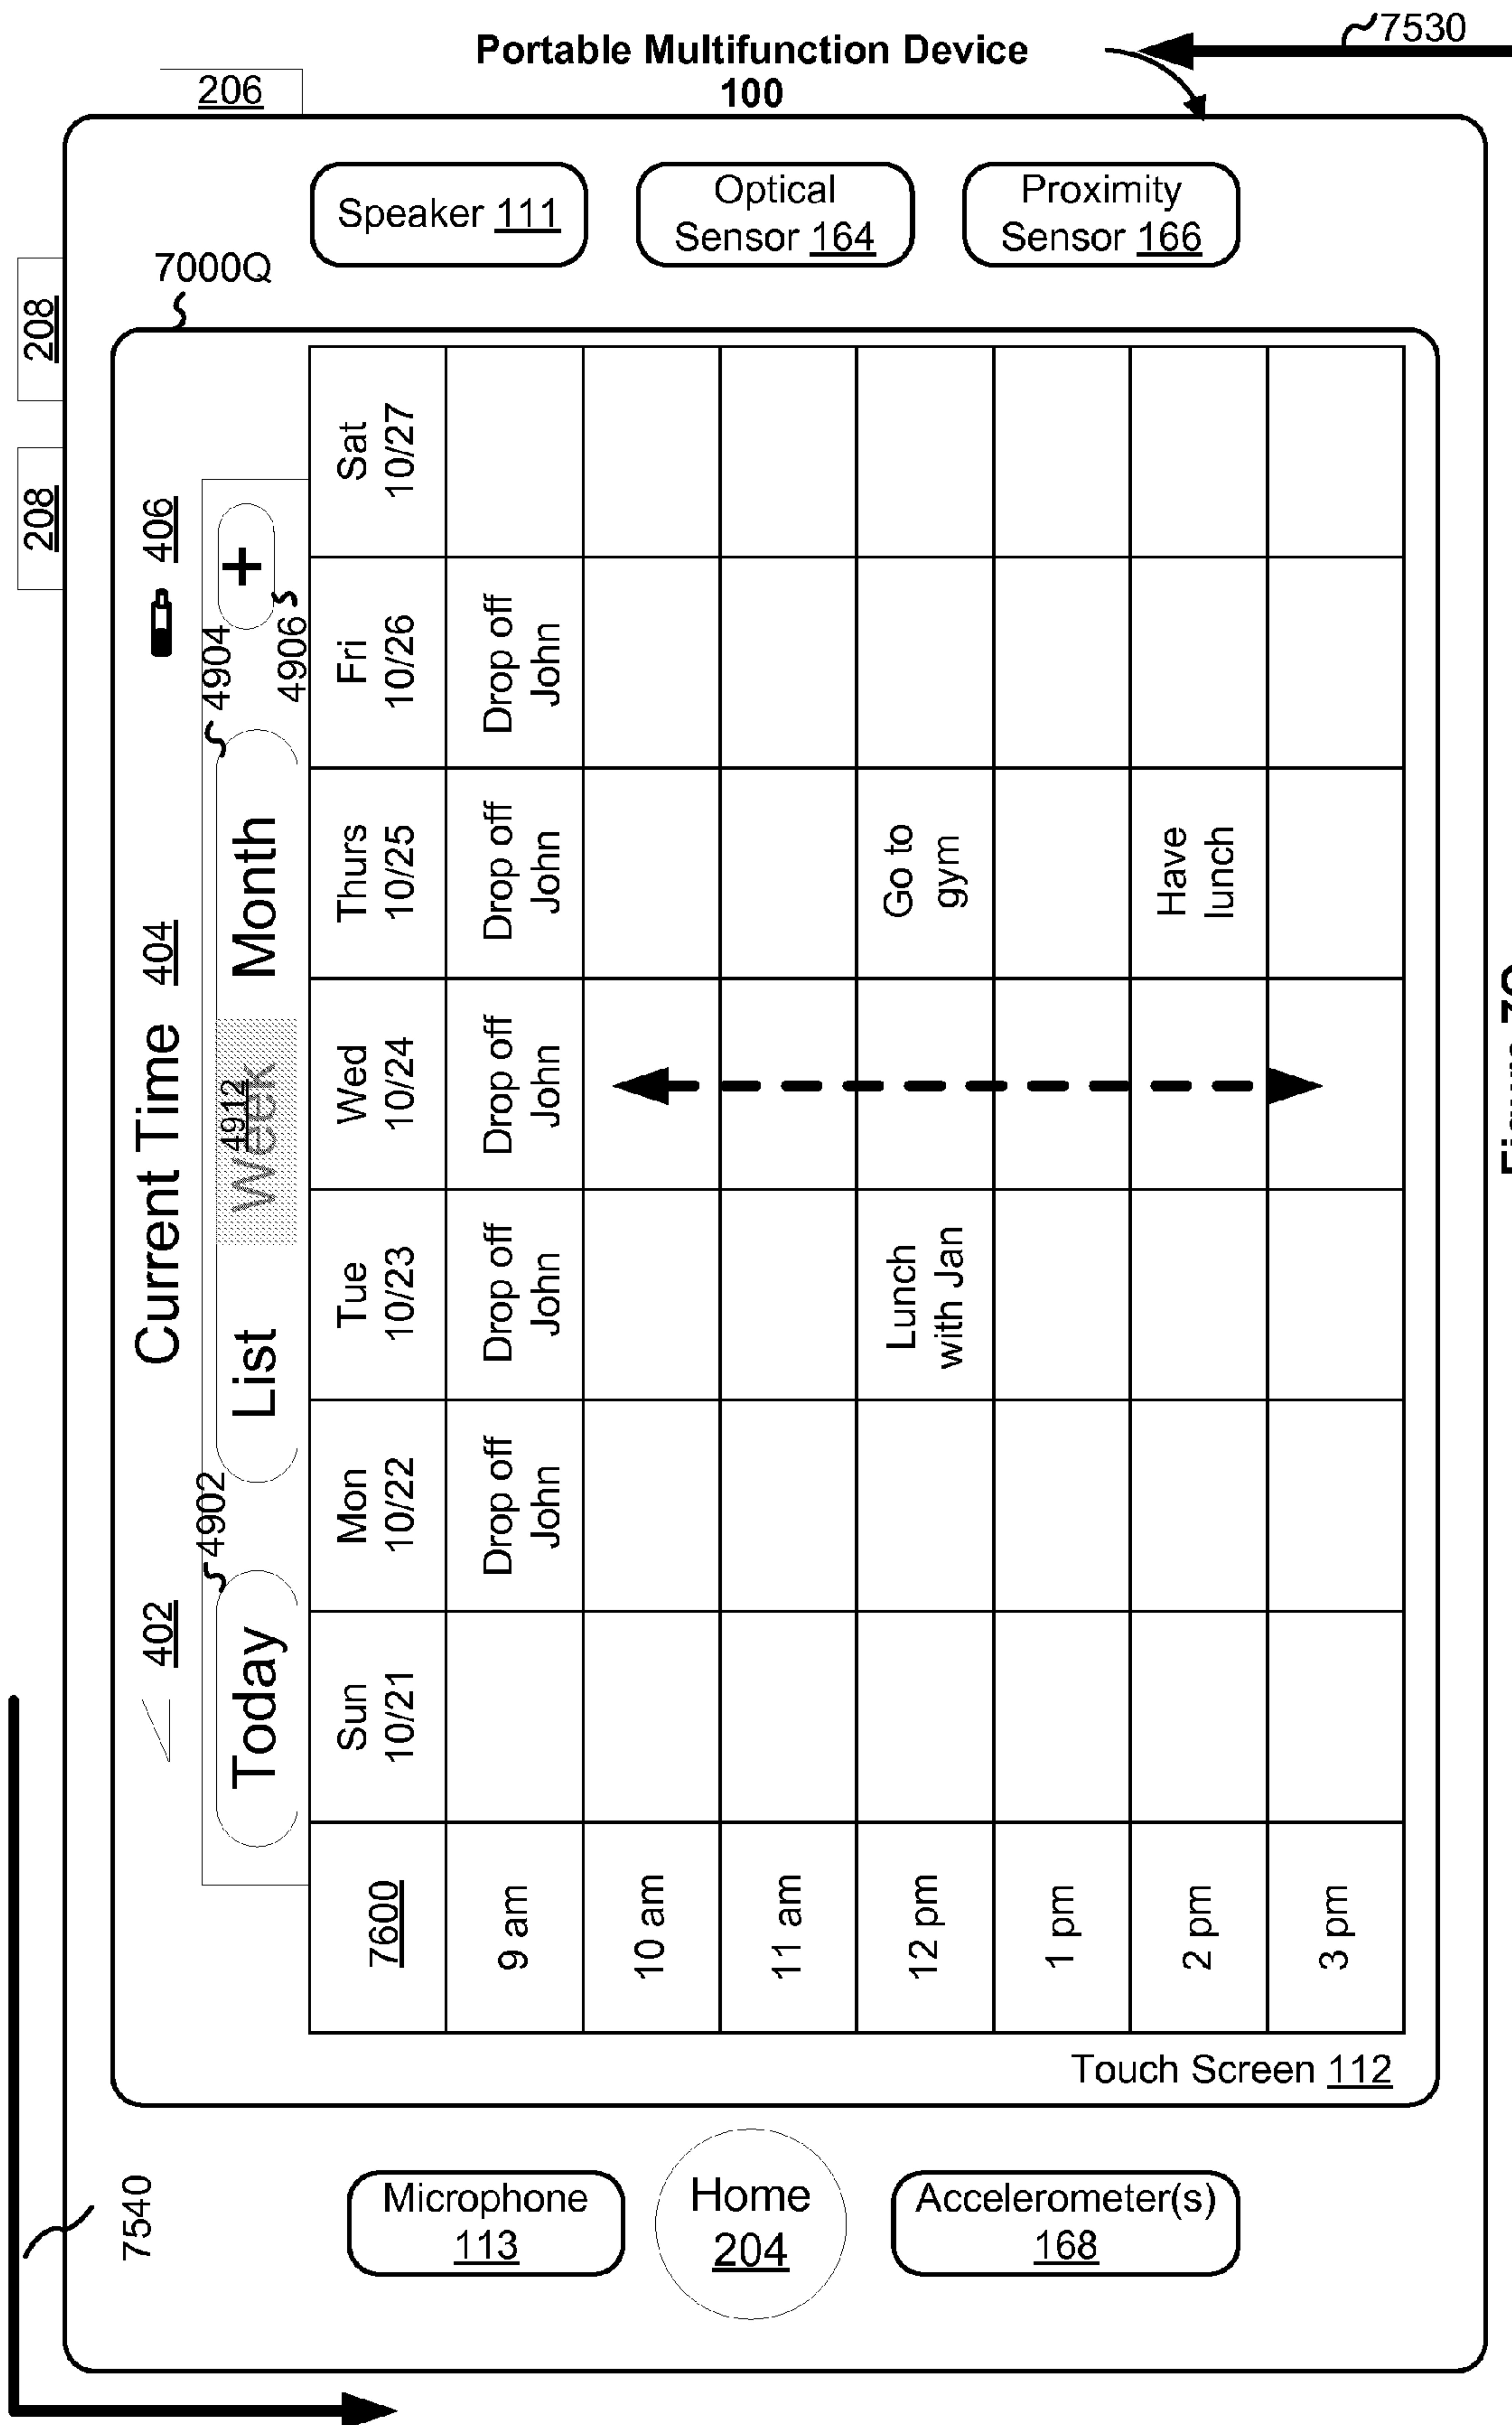 Portable Multifunction Device
100
7530
206
208
208
Speaker 111
Optical
Sensor 164
Proximity
Sensor 166
7000Q
402
Current Time 404
406
4902
4904
4906
4912
Today
List
Week
Month
+
7600
Sun
10/21
Mon
10/22
Tue
10/23
Wed
10/24
Thurs
10/25
Fri
10/26
Sat
10/27
9 am
Drop off
John
Drop off
John
Drop off
John
Drop off
John
Drop off
John
10 am
11 am
12 pm
Lunch
with Jan
Go to
gym
1 pm
2 pm
Have
lunch
3 pm
Touch Screen 112
7540
Microphone
113
Home
204
Accelerometer(s)
168